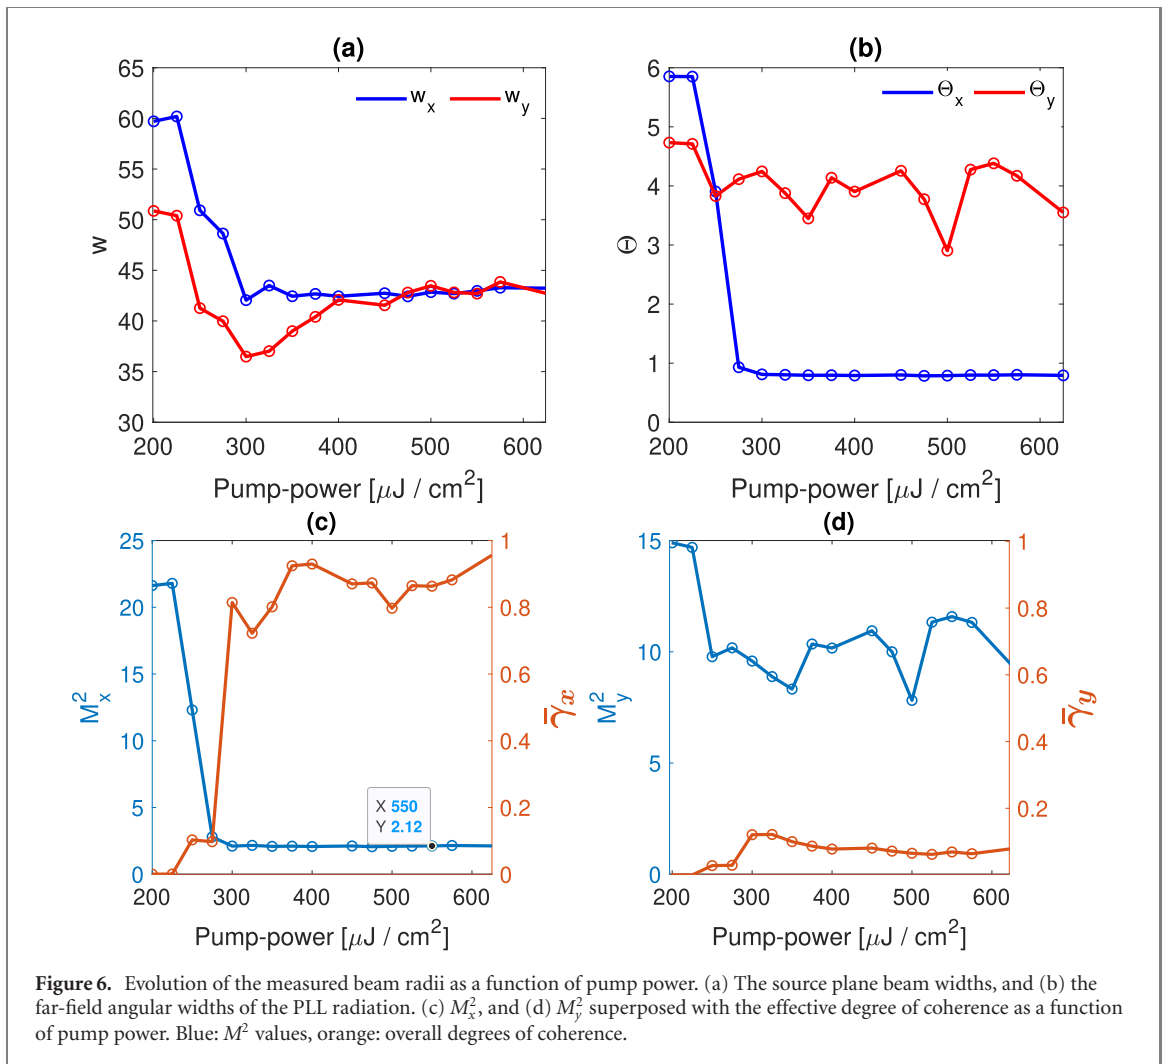 (a)
65
60
55
50
45
40
35
30
w
w_x w_y
200 300 400 500 600
Pump-power [μJ / cm²]
(b)
6
5
4
3
2
1
0
Θ
Θ_x Θ_y
200 300 400 500 600
Pump-power [μJ / cm²]
(c)
25
20
15
10
5
0
M²_x
1
0.8
0.6
0.4
0.2
0
γ̄_x
X 550
Y 2.12
200 300 400 500 600
Pump-power [μJ / cm²]
(d)
15
10
5
0
M²_y
1
0.8
0.6
0.4
0.2
0
γ̄_y
200 300 400 500 600
Pump-power [μJ / cm²]
Figure 6. Evolution of the measured beam radii as a function of pump power. (a) The source plane beam widths, and (b) the
far-field angular widths of the PLL radiation. (c) M²_x, and (d) M²_y superposed with the effective degree of coherence as a function
of pump power. Blue: M² values, orange: overall degrees of coherence.